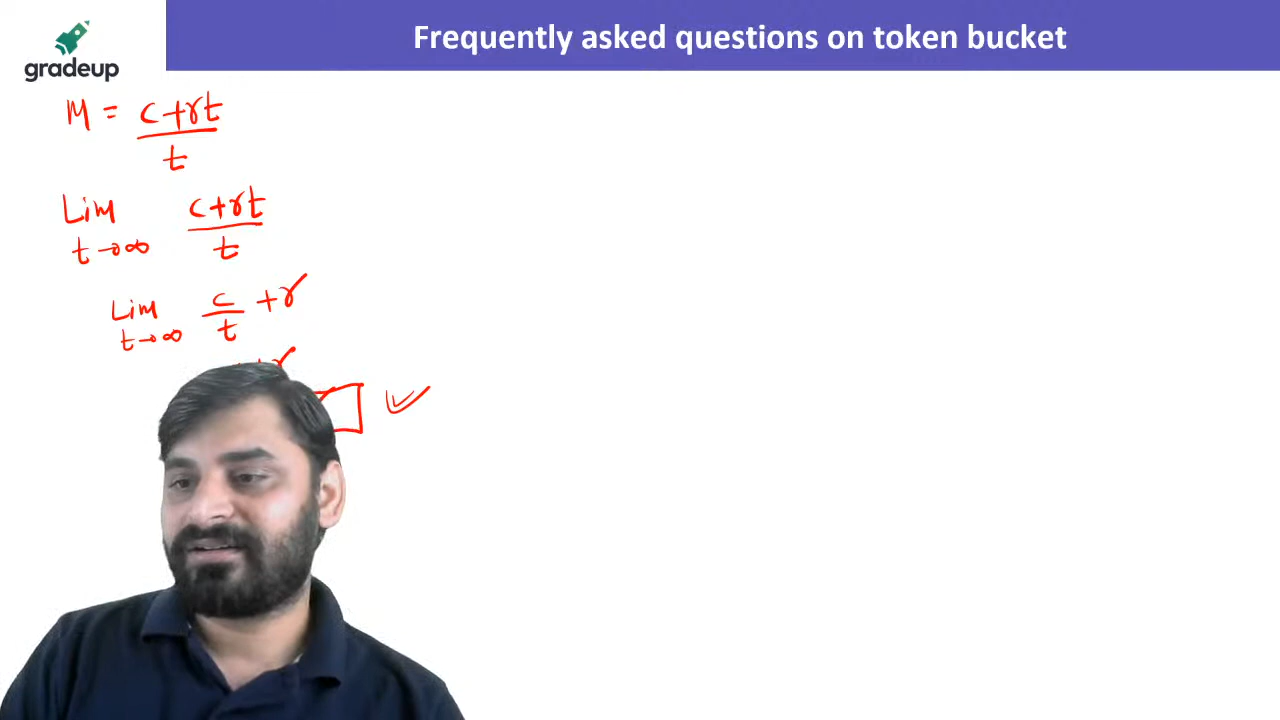 gradeup
Frequently asked questions on token bucket
M = c+rt
t
Lim c+rt
t→∞ t
Lim c +r
t→∞ t